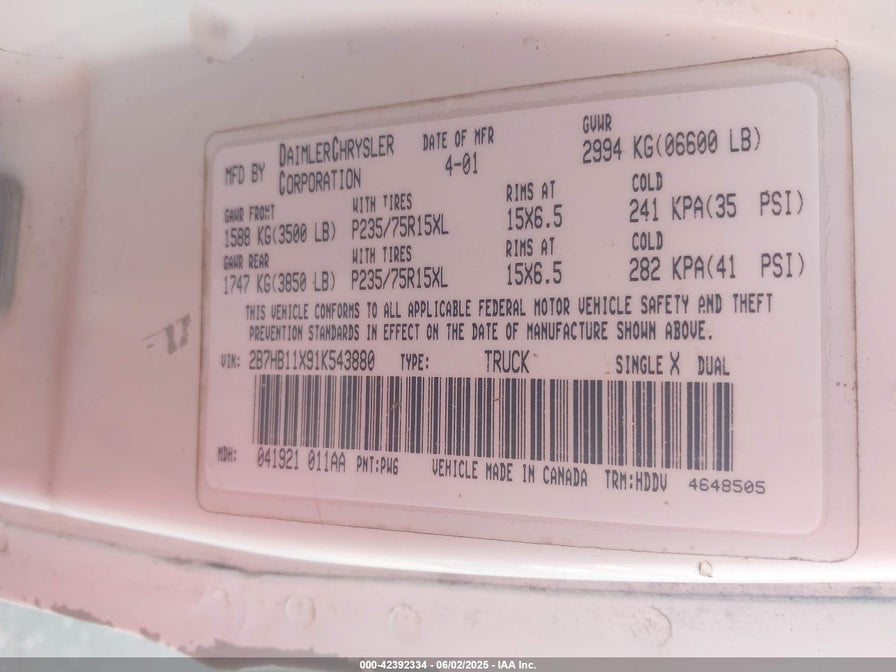 MFD BY DAIMLERCHRYSLER CORPORATION DATE OF MFR 4-01 GVWR 2994 KG(06600 LB)
GAWR FRONT WITH TIRES RIMS AT COLD
1588 KG(3500 LB) P235/75R15XL 15X6.5 241 KPA(35 PSI)
GAWR REAR WITH TIRES RIMS AT COLD
1747 KG(3850 LB) P235/75R15XL 15X6.5 282 KPA(41 PSI)
THIS VEHICLE CONFORMS TO ALL APPLICABLE FEDERAL MOTOR VEHICLE SAFETY AND THEFT
PREVENTION STANDARDS IN EFFECT ON THE DATE OF MANUFACTURE SHOWN ABOVE.
VIN: 2B7HB11X91K543880 TYPE: TRUCK SINGLE X DUAL
MDH: 041921 011AA PNT:PW6 VEHICLE MADE IN CANADA TRM:HDDV 4648505
000-42392334 - 06/02/2025 - IAA Inc.